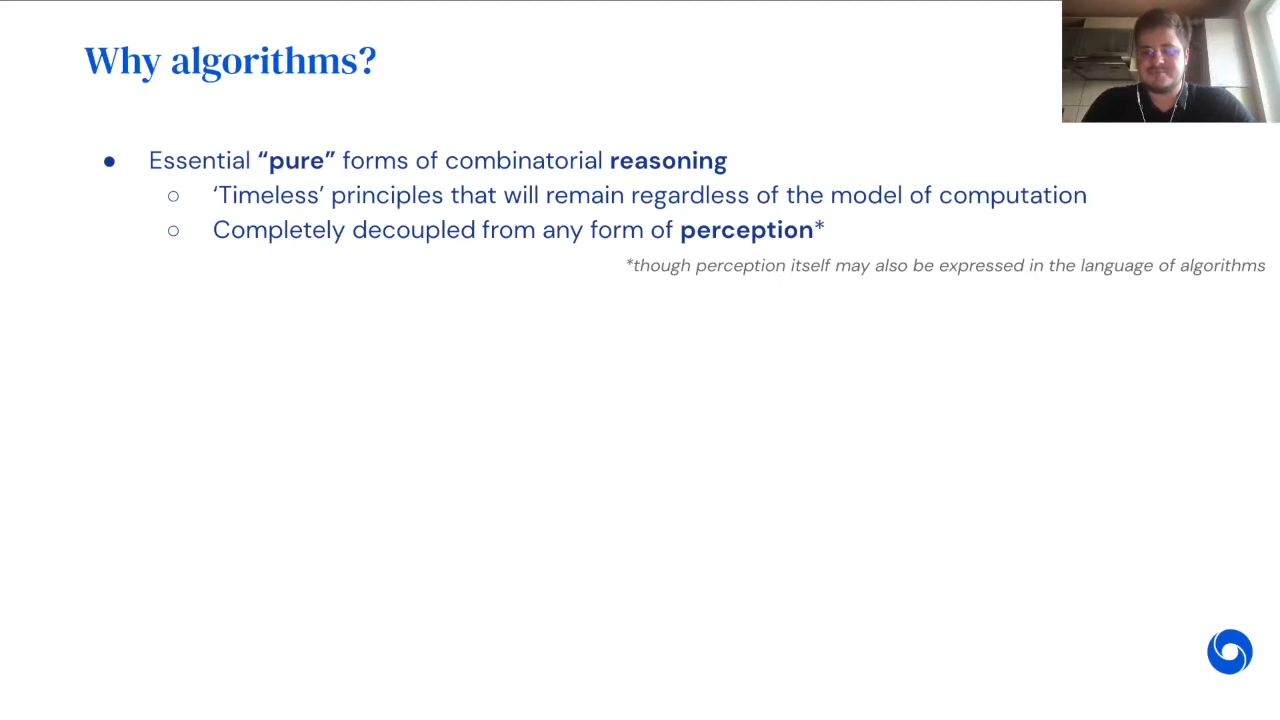 Why algorithms?
● Essential “pure” forms of combinatorial reasoning
○ ‘Timeless’ principles that will remain regardless of the model of computation
○ Completely decoupled from any form of perception*
*though perception itself may also be expressed in the language of algorithms